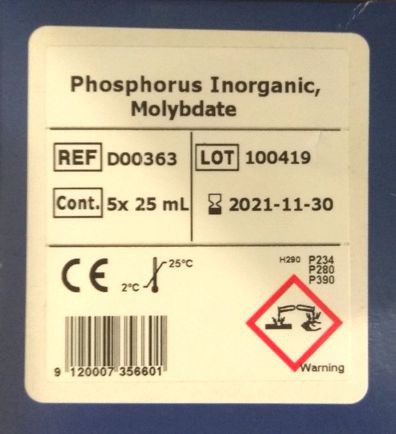 Phosphorus Inorganic,
Molybdate
REF D00363
LOT 100419
Cont. 5x 25 mL
2021-11-30
CE
2°C
25°C
H290 P234
P280
P390
Warning
9 120007 356601